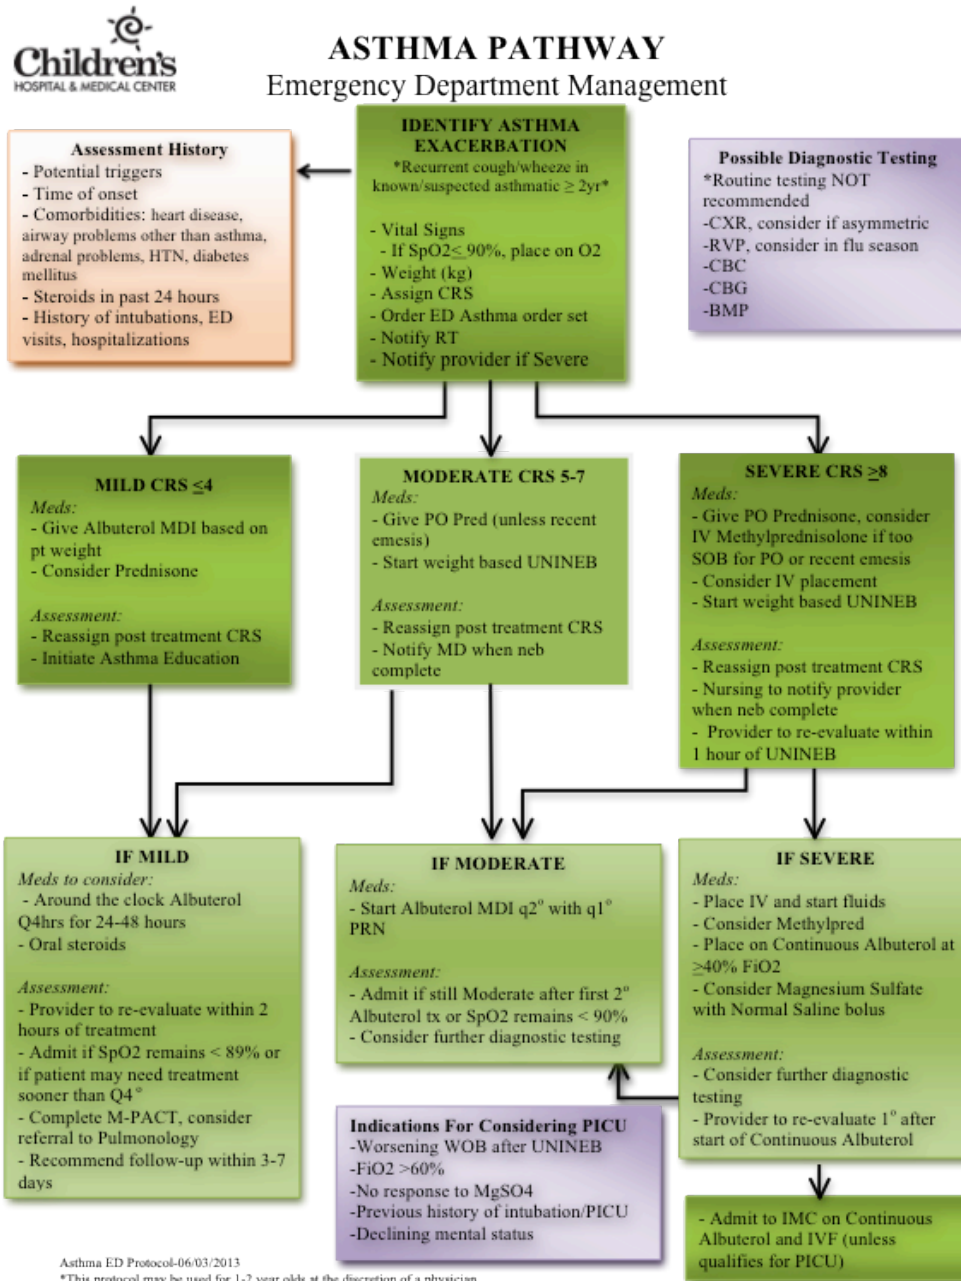 Children's
HOSPITAL & MEDICAL CENTER
ASTHMA PATHWAY
Emergency Department Management
Assessment History
- Potential triggers
- Time of onset
- Comorbidities: heart disease,
airway problems other than asthma,
adrenal problems, HTN, diabetes
mellitus
- Steroids in past 24 hours
- History of intubations, ED
visits, hospitalizations
IDENTIFY ASTHMA
EXACERBATION
*Recurrent cough/wheeze in
known/suspected asthmatic ≥ 2yr*
- Vital Signs
- If SpO2≤ 90%, place on O2
- Weight (kg)
- Assign CRS
- Order ED Asthma order set
- Notify RT
- Notify provider if Severe
Possible Diagnostic Testing
*Routine testing NOT
recommended
-CXR, consider if asymmetric
-RVP, consider in flu season
-CBC
-CBG
-BMP
MILD CRS ≤4
Meds:
- Give Albuterol MDI based on
pt weight
- Consider Prednisone
Assessment:
- Reassign post treatment CRS
- Initiate Asthma Education
MODERATE CRS 5-7
Meds:
- Give PO Pred (unless recent
emesis)
- Start weight based UNINEB
Assessment:
- Reassign post treatment CRS
- Notify MD when neb
complete
SEVERE CRS ≥8
Meds:
- Give PO Prednisone, consider
IV Methylprednisolone if too
SOB for PO or recent emesis
- Consider IV placement
- Start weight based UNINEB
Assessment:
- Reassign post treatment CRS
- Nursing to notify provider
when neb complete
- Provider to re-evaluate within
1 hour of UNINEB
IF MILD
Meds to consider:
- Around the clock Albuterol
Q4hrs for 24-48 hours
- Oral steroids
Assessment:
- Provider to re-evaluate within 2
hours of treatment
- Admit if SpO2 remains < 89% or
if patient may need treatment
sooner than Q4°
- Complete M-PACT, consider
referral to Pulmonology
- Recommend follow-up within 3-7
days
IF MODERATE
Meds:
- Start Albuterol MDI q2° with q1°
PRN
Assessment:
- Admit if still Moderate after first 2°
Albuterol tx or SpO2 remains < 90%
- Consider further diagnostic testing
IF SEVERE
Meds:
- Place IV and start fluids
- Consider Methylpred
- Place on Continuous Albuterol at
≥40% FiO2
- Consider Magnesium Sulfate
with Normal Saline bolus
Assessment:
- Consider further diagnostic
testing
- Provider to re-evaluate 1° after
start of Continuous Albuterol
Indications For Considering PICU
-Worsening WOB after UNINEB
-FiO2 >60%
-No response to MgSO4
-Previous history of intubation/PICU
-Declining mental status
- Admit to IMC on Continuous
Albuterol and IVF (unless
qualifies for PICU)
Asthma ED Protocol-06/03/2013
*This protocol may be used for 1-2 year olds at the discretion of a physician